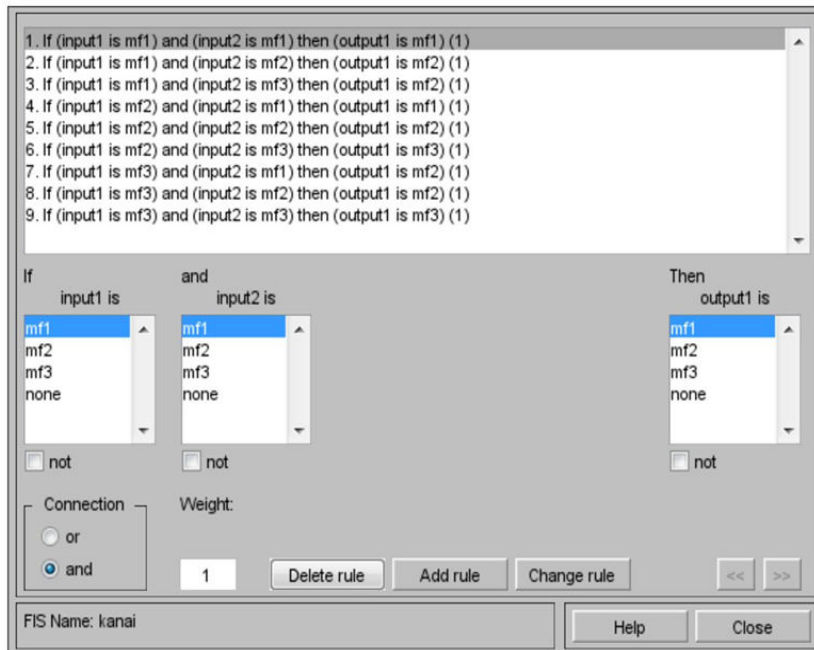 1. If (input1 is mf1) and (input2 is mf1) then (output1 is mf1) (1)
2. If (input1 is mf1) and (input2 is mf2) then (output1 is mf2) (1)
3. If (input1 is mf1) and (input2 is mf3) then (output1 is mf2) (1)
4. If (input1 is mf2) and (input2 is mf1) then (output1 is mf1) (1)
5. If (input1 is mf2) and (input2 is mf2) then (output1 is mf2) (1)
6. If (input1 is mf2) and (input2 is mf3) then (output1 is mf3) (1)
7. If (input1 is mf3) and (input2 is mf1) then (output1 is mf2) (1)
8. If (input1 is mf3) and (input2 is mf2) then (output1 is mf2) (1)
9. If (input1 is mf3) and (input2 is mf3) then (output1 is mf3) (1)
If
input1 is
mf1
mf2
mf3
none
not
and
input2 is
mf1
mf2
mf3
none
not
Then
output1 is
mf1
mf2
mf3
none
not
Connection
or
and
Weight:
1
Delete rule
Add rule
Change rule
<<
>>
FIS Name: kanai
Help
Close